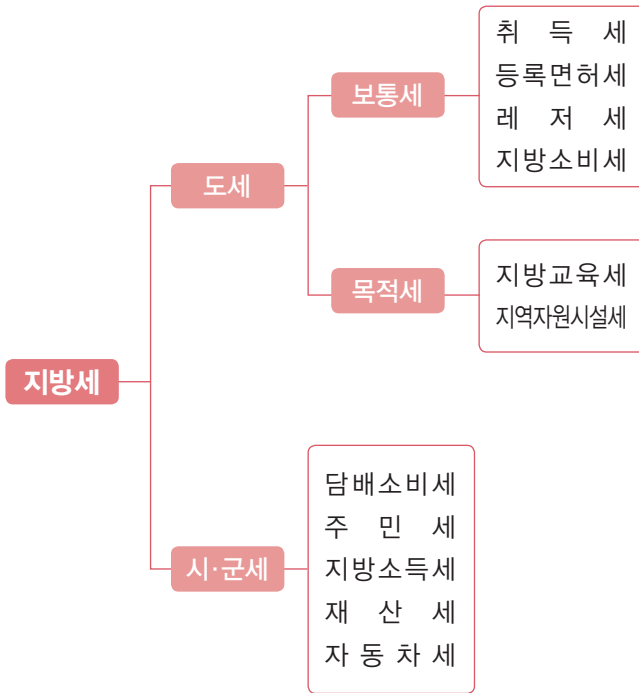 지방세
도세
보통세
취 득 세
등록면허세
레 저 세
지방소비세
목적세
지방교육세
지역자원시설세
시·군세
담배소비세
주 민 세
지방소득세
재 산 세
자 동 차 세